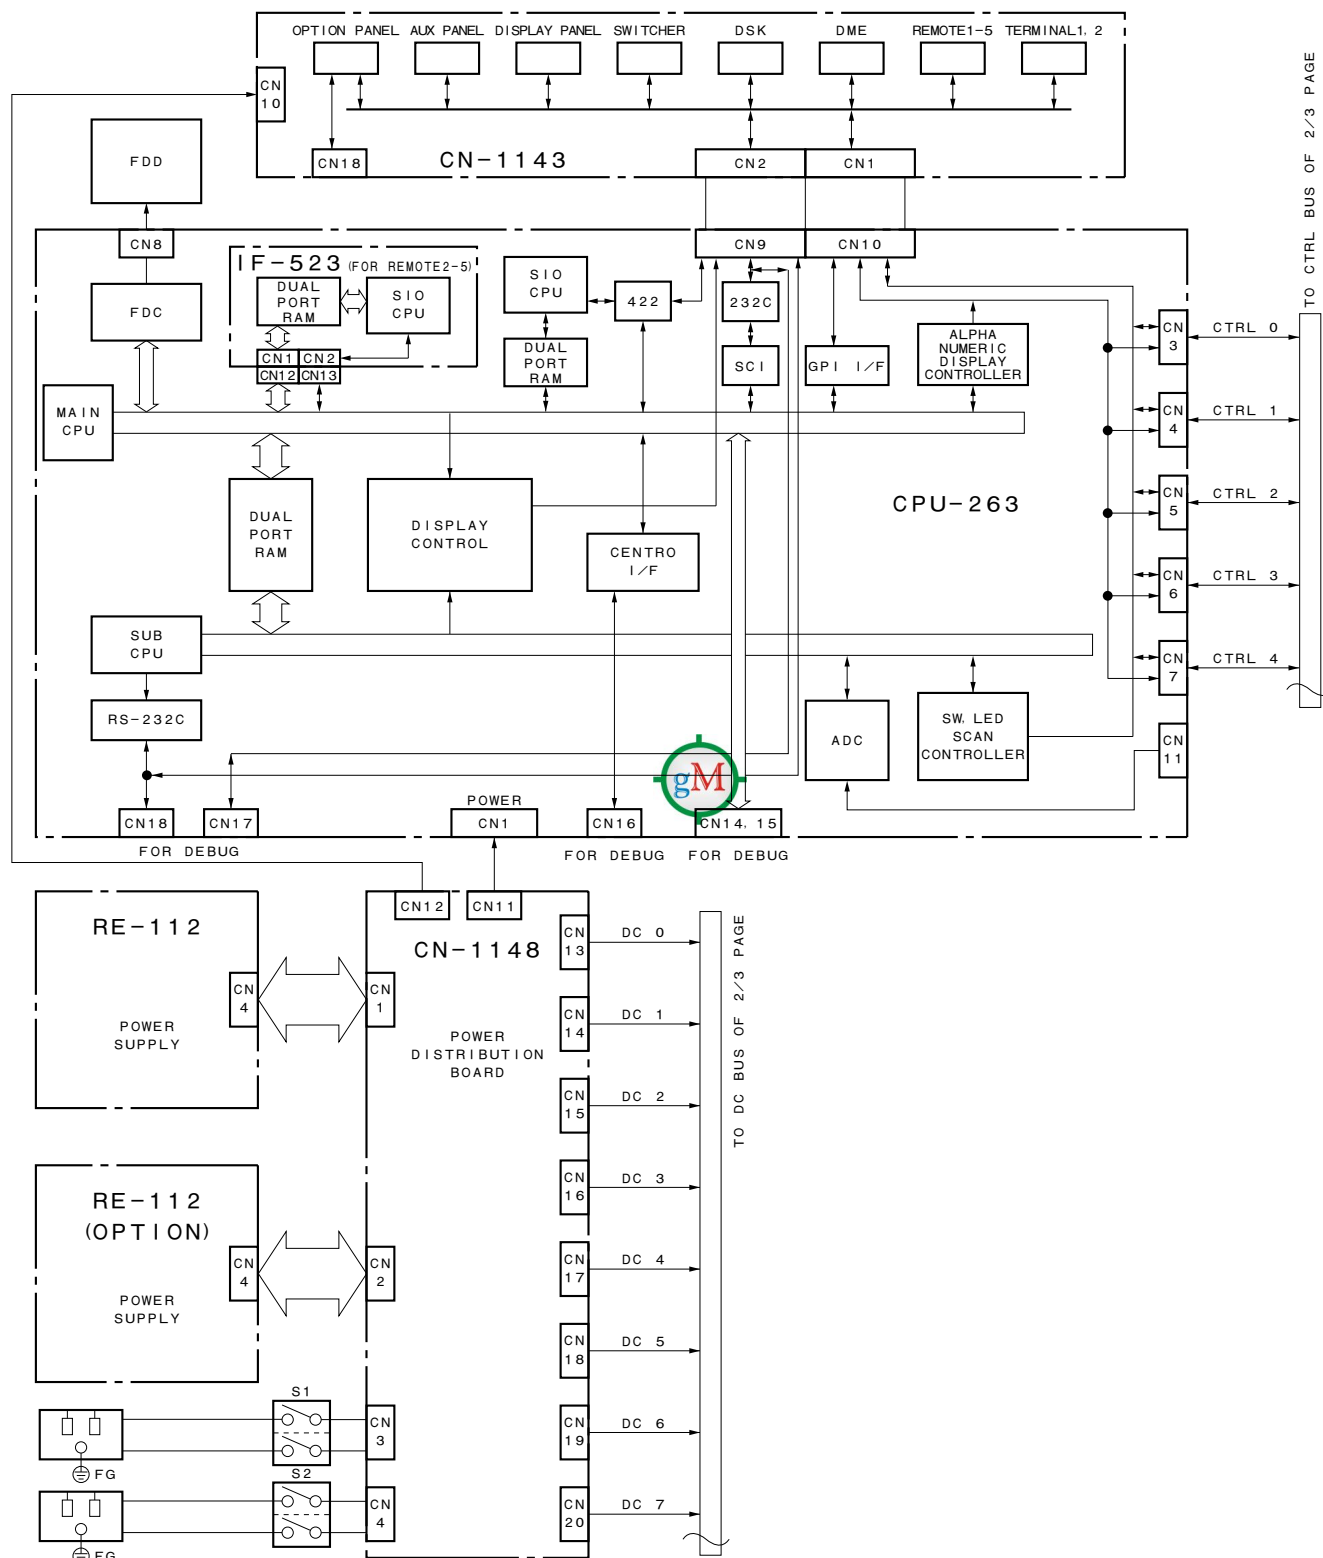 OPTION PANEL AUX PANEL DISPLAY PANEL SWITCHER DSK DME REMOTE1-5 TERMINAL1, 2
CN
10
CN18
CN-1143
CN2
CN1
TO CTRL BUS OF 2/3 PAGE
FDD
CN8
FDC
IF-523 (FOR REMOTE2-5)
DUAL
PORT
RAM
SIO
CPU
CN1
CN2
CN12
CN13
CN9
CN10
SIO
CPU
422
232C
DUAL
PORT
RAM
SCI
GPI I/F
ALPHA
NUMERIC
DISPLAY
CONTROLLER
MAIN
CPU
CN
3
CTRL 0
CN
4
CTRL 1
CN
5
CTRL 2
CN
6
CTRL 3
CN
7
CTRL 4
CN
11
DUAL
PORT
RAM
DISPLAY
CONTROL
CENTRO
I/F
CPU-263
SUB
CPU
RS-232C
ADC
SW, LED
SCAN
CONTROLLER
gM
CN18
CN17
POWER
CN1
CN16
CN14, 15
FOR DEBUG
FOR DEBUG
FOR DEBUG
RE-112
CN
4
POWER
SUPPLY
CN12
CN11
CN-1148
CN
1
POWER
DISTRIBUTION
BOARD
CN
13
DC 0
CN
14
DC 1
CN
15
DC 2
CN
16
DC 3
CN
17
DC 4
CN
18
DC 5
CN
19
DC 6
CN
20
DC 7
TO DC BUS OF 2/3 PAGE
RE-112
(OPTION)
CN
4
CN
2
POWER
SUPPLY
S1
CN
3
FG
S2
CN
4
FG